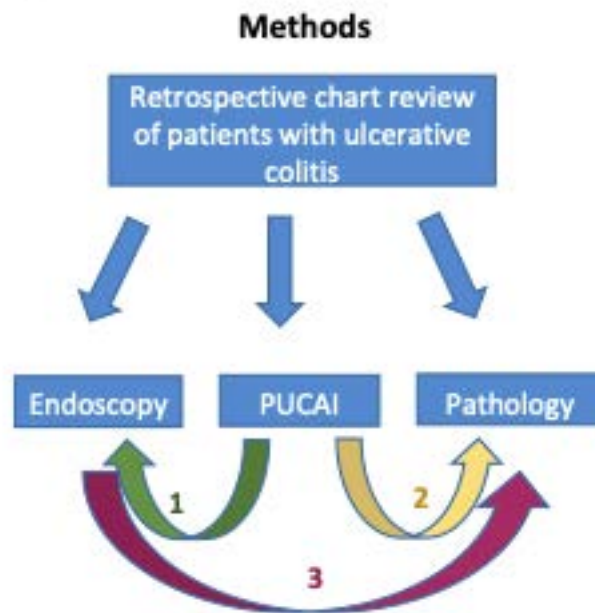 Methods
Retrospective chart review
of patients with ulcerative
colitis
Endoscopy
PUCAI
Pathology
1
2
3